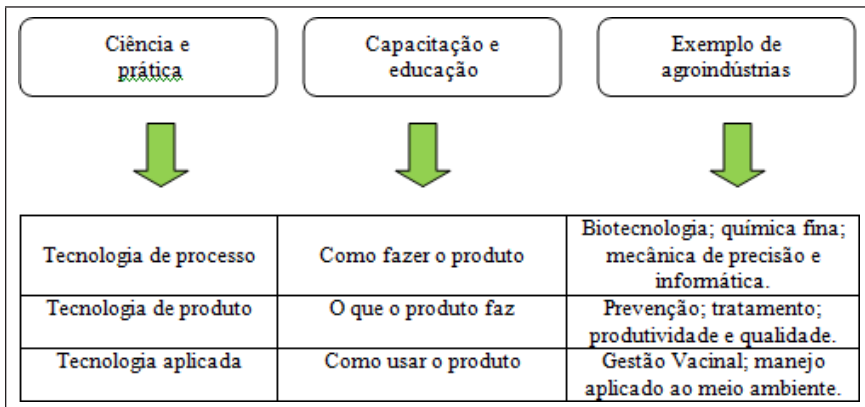 Ciência e
prática
Capacitação e
educação
Exemplo de
agroindústrias
Tecnologia de processo
Como fazer o produto
Biotecnologia; química fina;
mecânica de precisão e
informática.
Tecnologia de produto
O que o produto faz
Prevenção; tratamento;
produtividade e qualidade.
Tecnologia aplicada
Como usar o produto
Gestão Vacinal; manejo
aplicado ao meio ambiente.